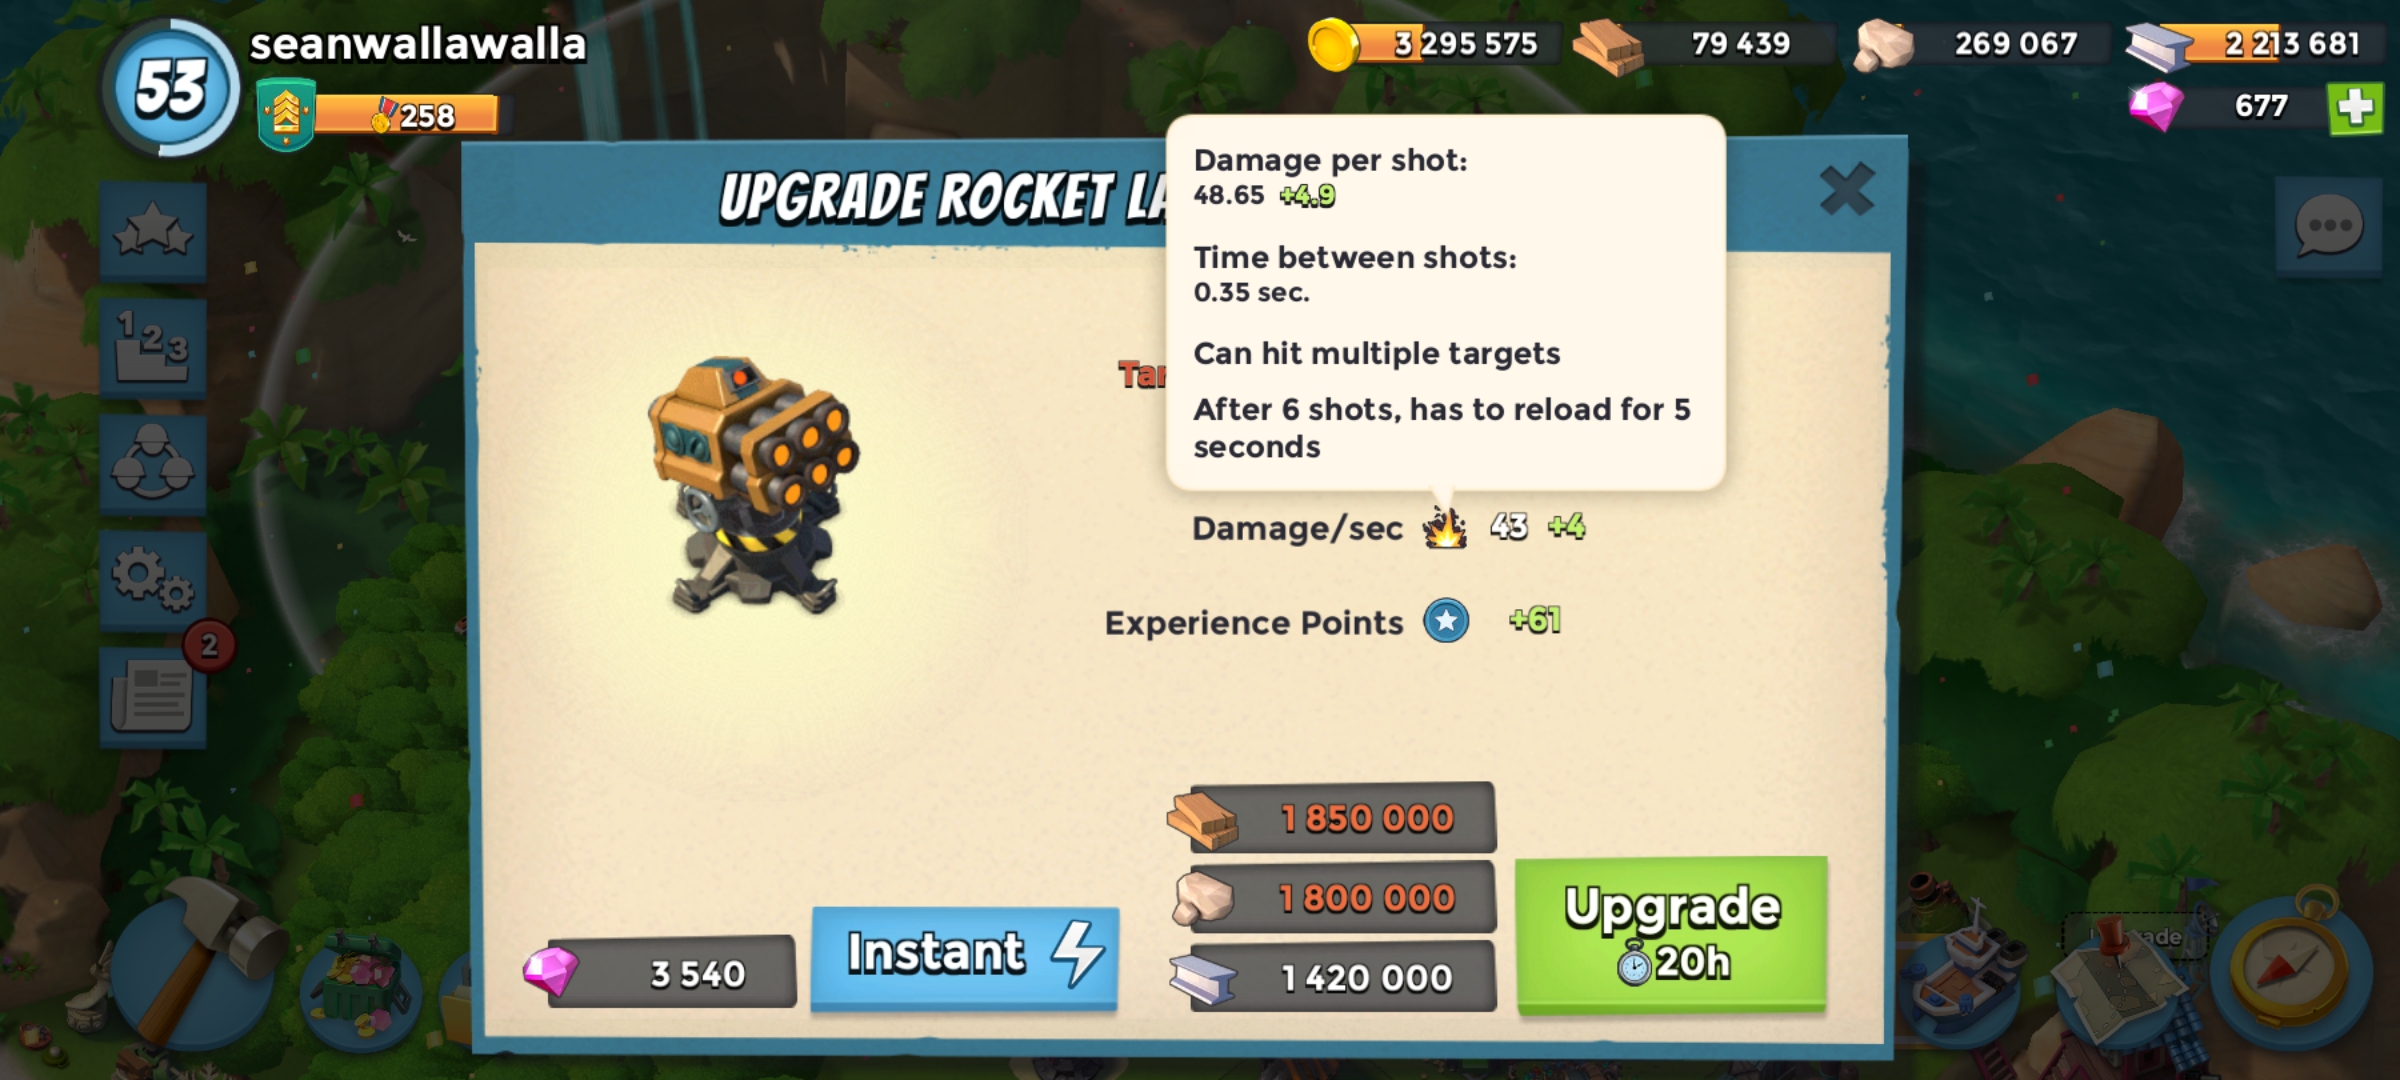 53
seanwallawalla
258
3 295 575
79 439
269 067
2 213 681
677
UPGRADE ROCKET
Damage per shot:
48.65 +4.9
Time between shots:
0.35 sec.
Can hit multiple targets
After 6 shots, has to reload for 5
seconds
Damage/sec 43 +4
Experience Points +61
1 2 3
2
1 850 000
1 800 000
1 420 000
3 540
Instant
Upgrade
20h